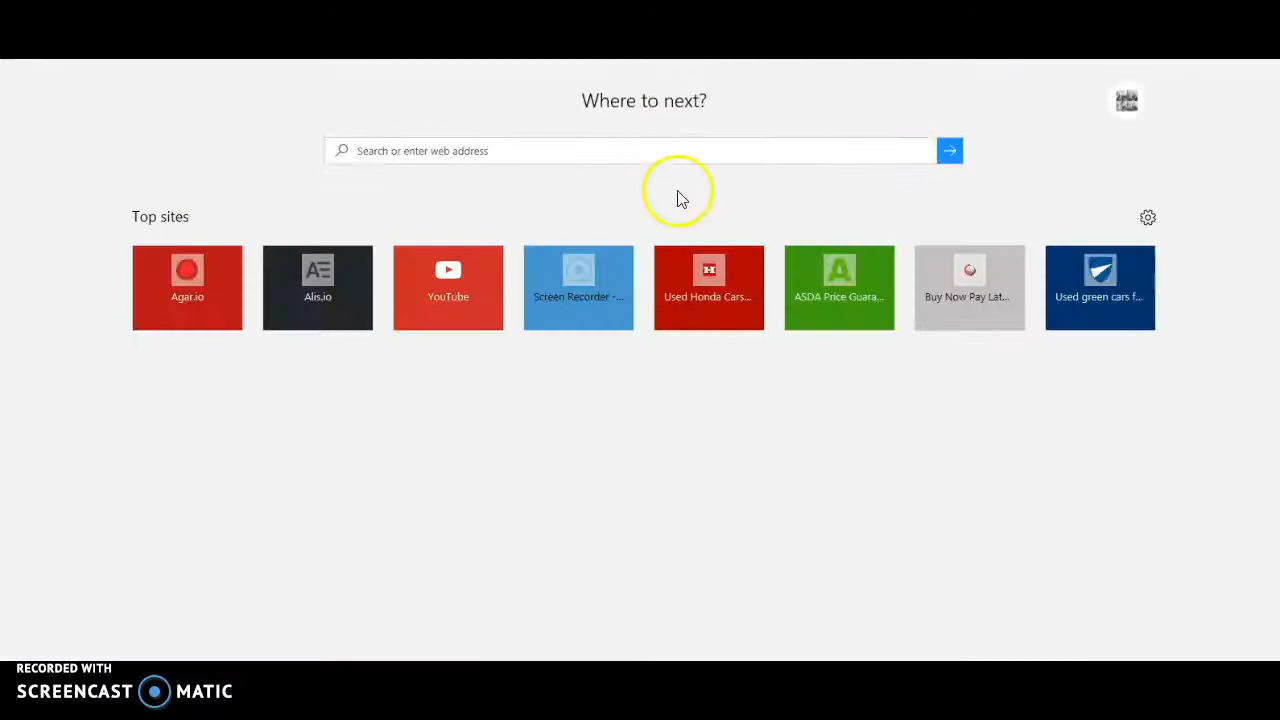 Where to next?
Search or enter web address
Top sites
Agar.io
AE
Alis.io
YouTube
Screen Recorder -...
H
Used Honda Cars...
A
ASDA Price Guara...
Buy Now Pay Lat...
Used green cars f...
RECORDED WITH
SCREENCAST MATIC